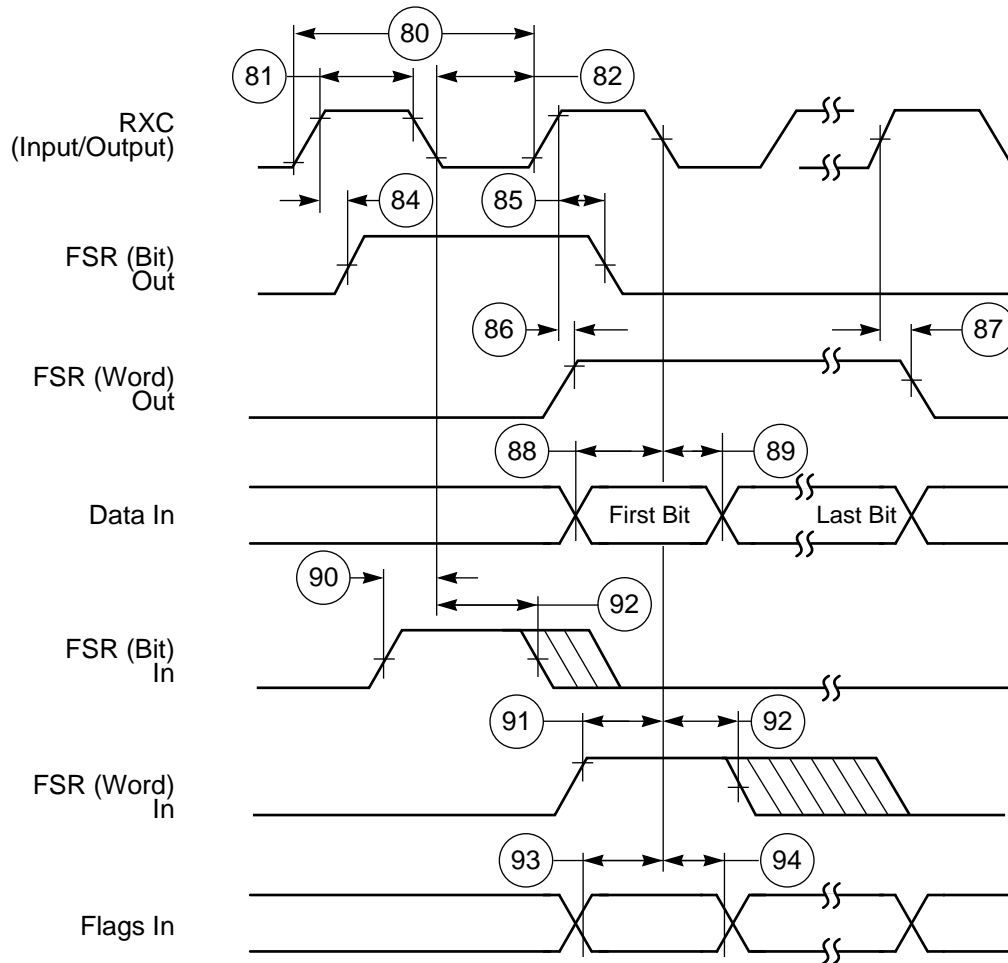 80
81
82
RXC
(Input/Output)
84
85
FSR (Bit)
Out
86
87
FSR (Word)
Out
88
89
Data In
First Bit
Last Bit
90
92
FSR (Bit)
In
91
92
FSR (Word)
In
93
94
Flags In